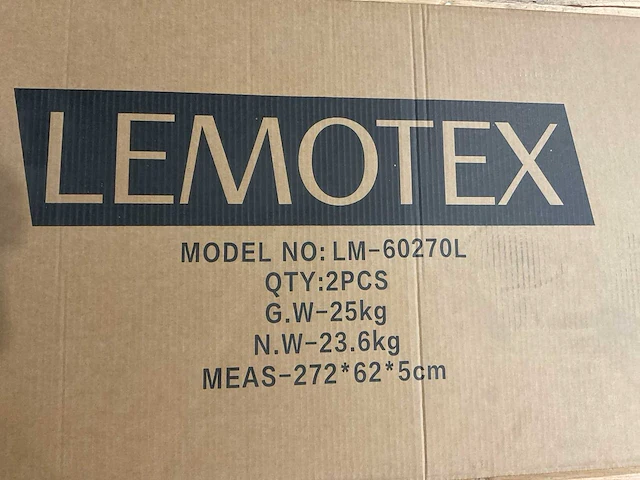 LEMOTEX
MODEL NO: LM-60270L
QTY:2PCS
G.W-25kg
N.W-23.6kg
MEAS-272*62*5cm